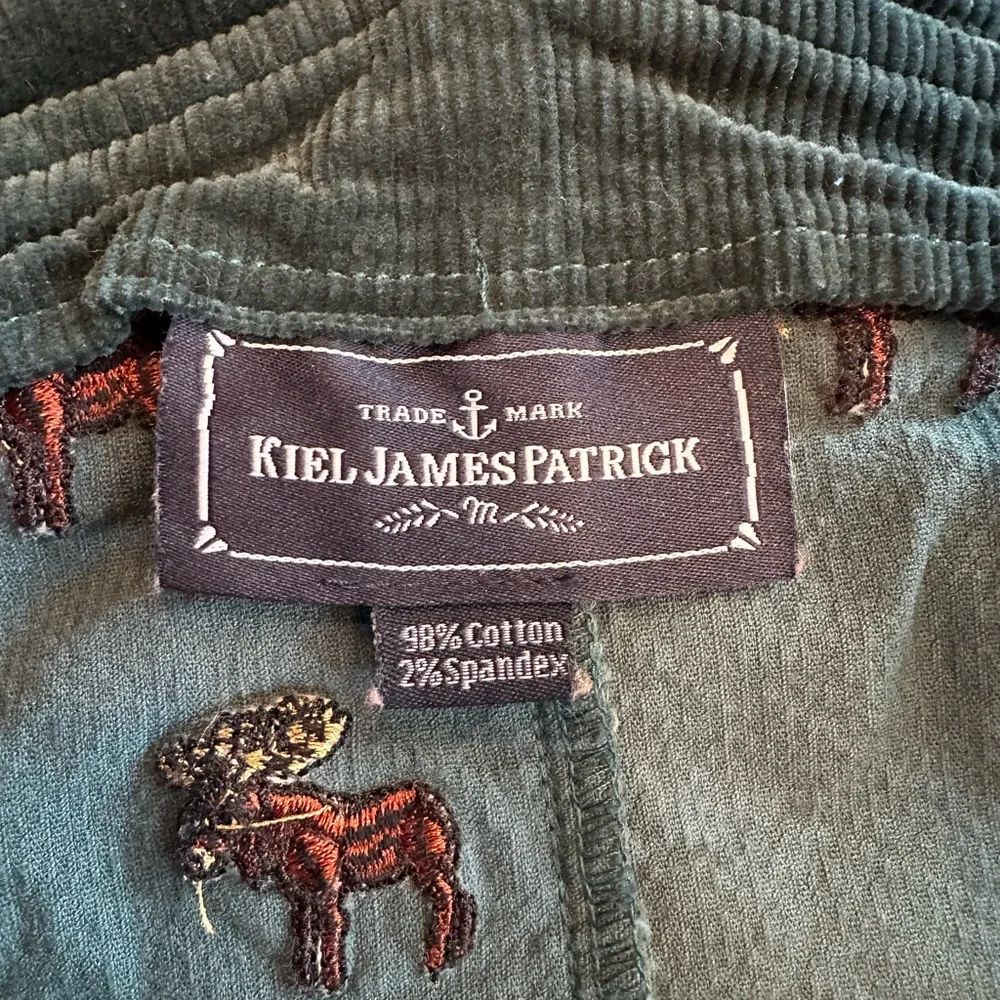 TRADE MARK
KIEL JAMES PATRICK
M
98% Cotton
2% Spandex